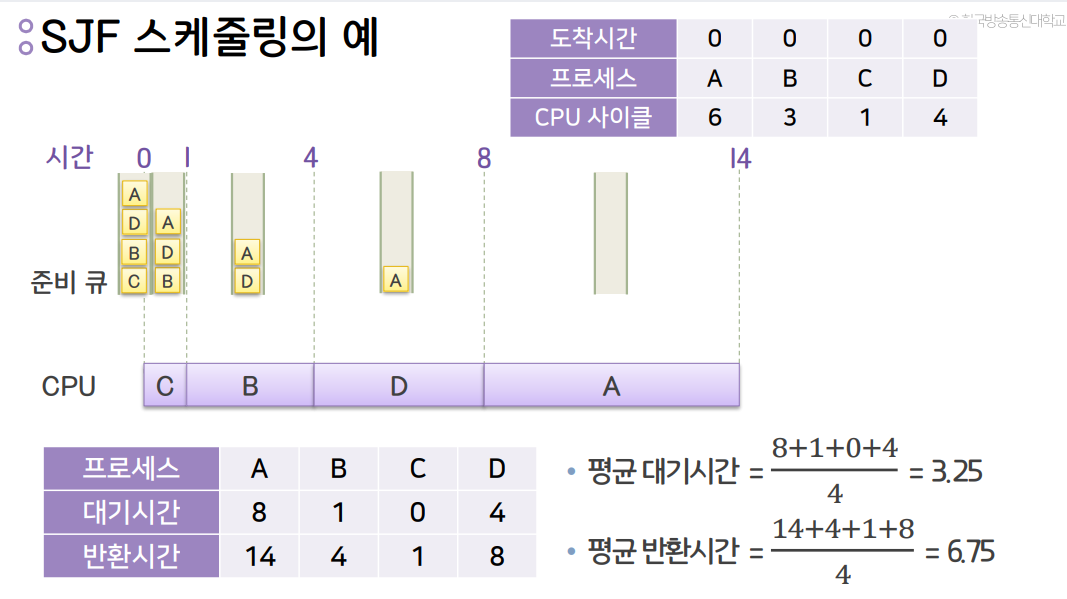 SJF 스케줄링의 예
한국방송통신대학교
도착시간 0 0 0 0
프로세스 A B C D
CPU 사이클 6 3 1 4
시간 0 1 4 8 14
A
D A
B D A
준비 큐 C B D A
CPU C B D A
프로세스 A B C D
대기시간 8 1 0 4
반환시간 14 4 1 8
• 평균 대기시간 = 8+1+0+4 / 4 = 3.25
• 평균 반환시간 = 14+4+1+8 / 4 = 6.75